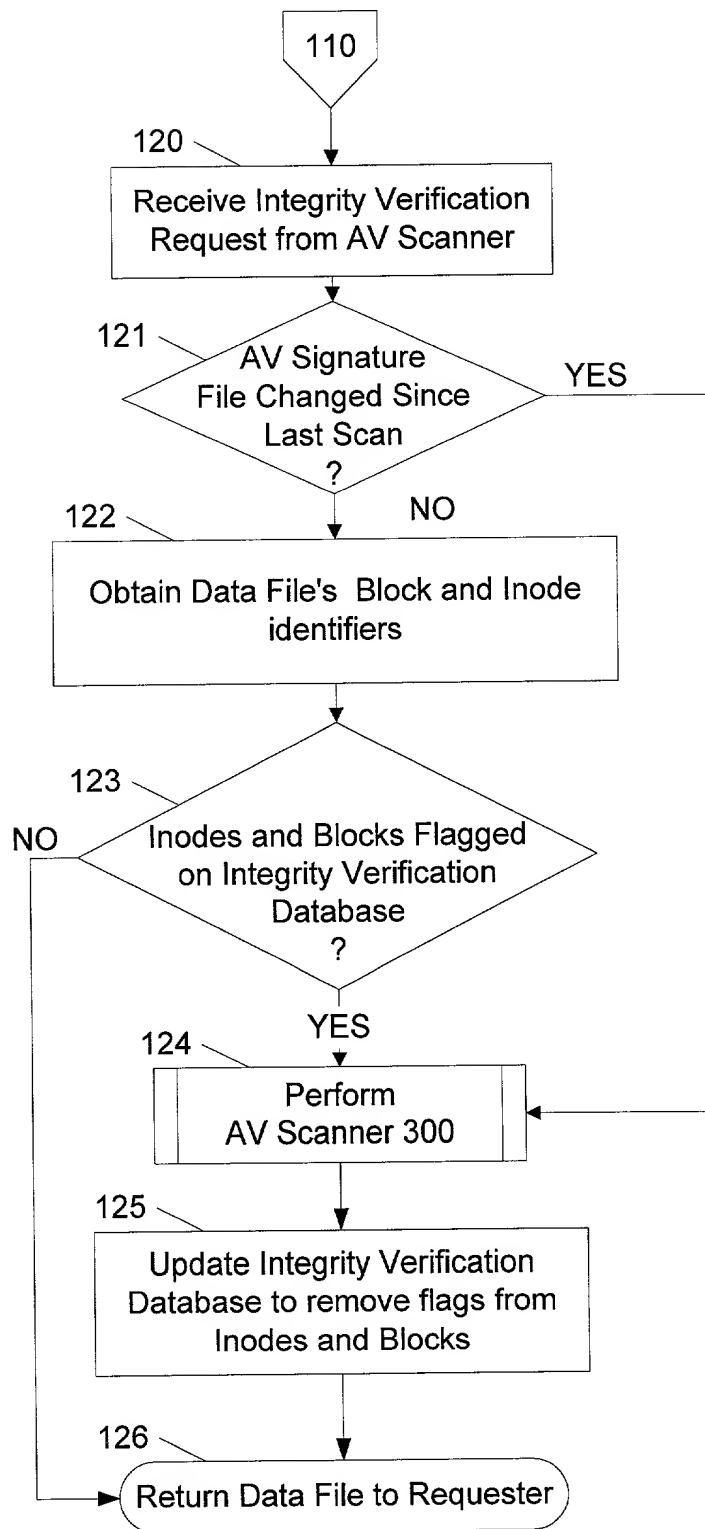 110
120
Receive Integrity Verification
Request from AV Scanner
121
AV Signature
File Changed Since
Last Scan
?
YES
NO
122
Obtain Data File's Block and Inode
identifiers
123
NO
Inodes and Blocks Flagged
on Integrity Verification
Database
?
YES
124
Perform
AV Scanner 300
125
Update Integrity Verification
Database to remove flags from
Inodes and Blocks
126
Return Data File to Requester